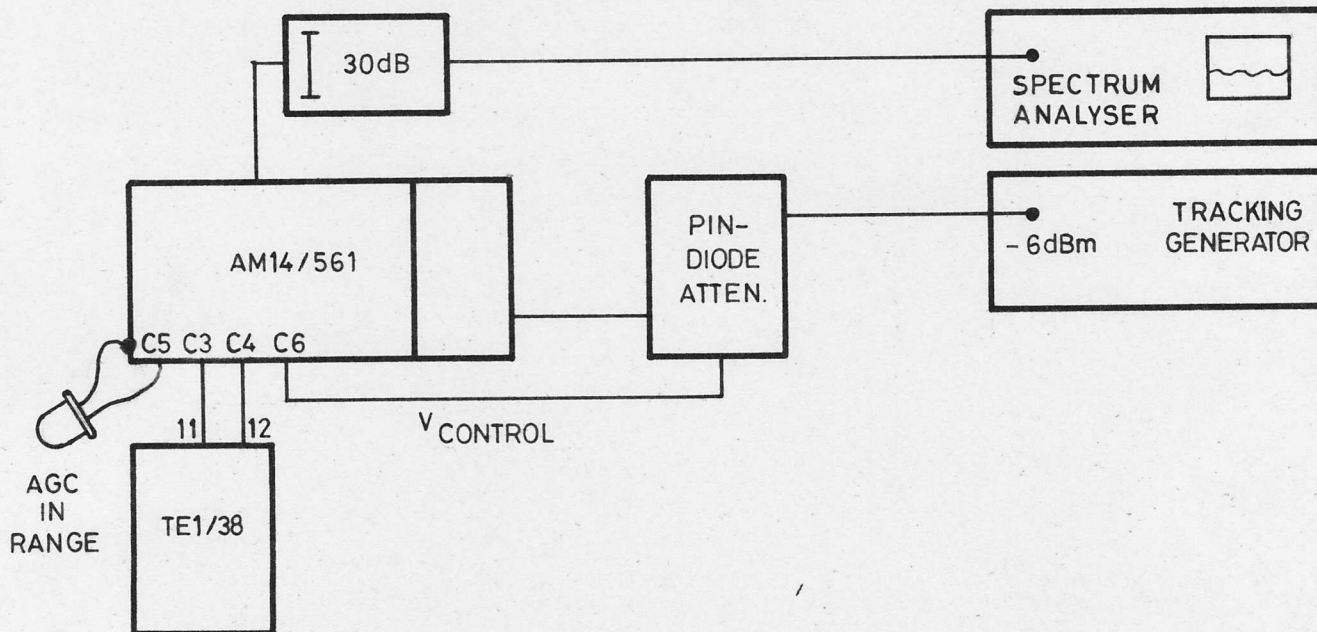 30dB
SPECTRUM
ANALYSER
AM14/561
PIN-
DIODE
ATTEN.
-6dBm
TRACKING
GENERATOR
C5 C3 C4 C6
VCONTROL
11 12
AGC
IN
RANGE
TE1/38